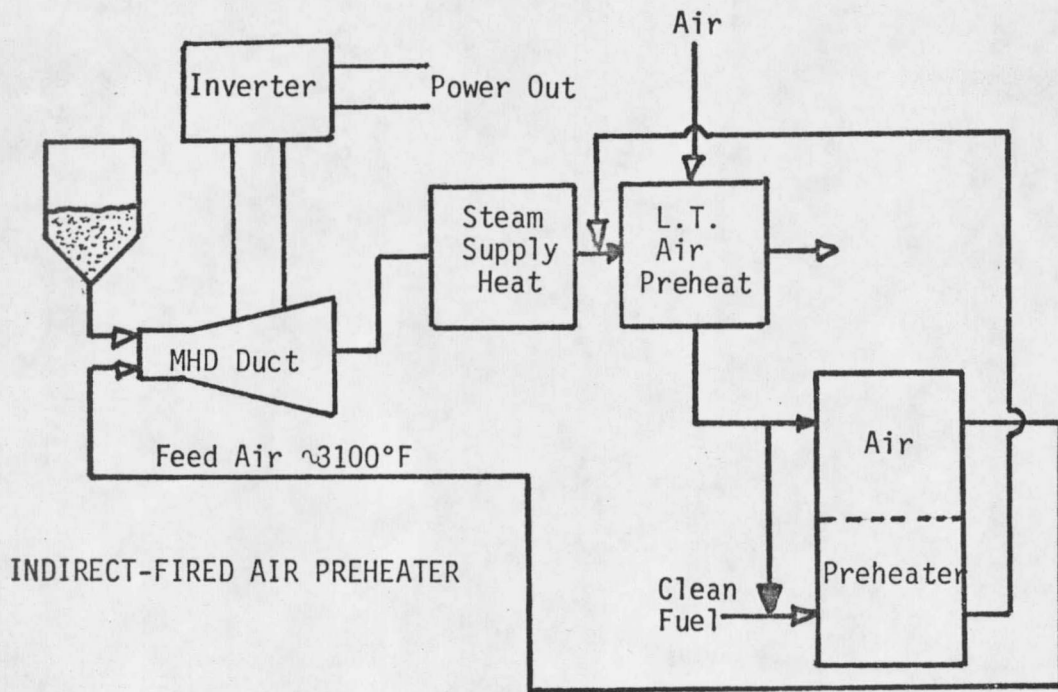 Air
Inverter
Power Out
Steam
Supply
Heat
L.T.
Air
Preheat
MHD Duct
Feed Air ~3100°F
Air
Preheater
Clean
Fuel
INDIRECT-FIRED AIR PREHEATER